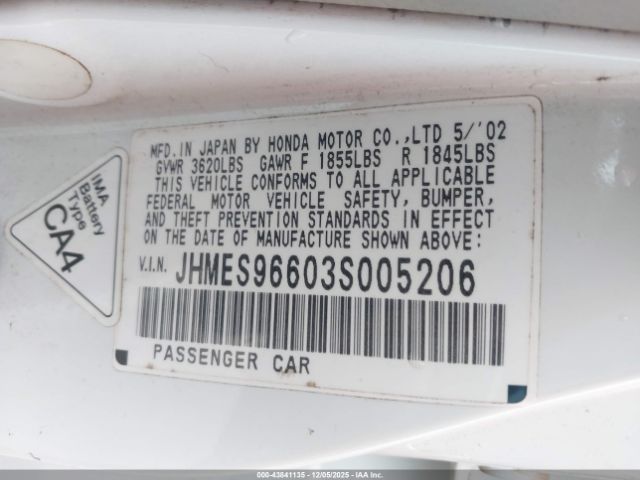 MFD.IN JAPAN BY HONDA MOTOR CO.,LTD 5/'02
GVWR 3620LBS GAWR F 1855LBS R 1845LBS
THIS VEHICLE CONFORMS TO ALL APPLICABLE
FEDERAL MOTOR VEHICLE SAFETY, BUMPER,
AND THEFT PREVENTION STANDARDS IN EFFECT
ON THE DATE OF MANUFACTURE SHOWN ABOVE:
V.I.N. JHMES96603S005206
PASSENGER CAR
IMA
Battery
Type
CA4
000-43841135 - 12/05/2025 - IAA Inc.